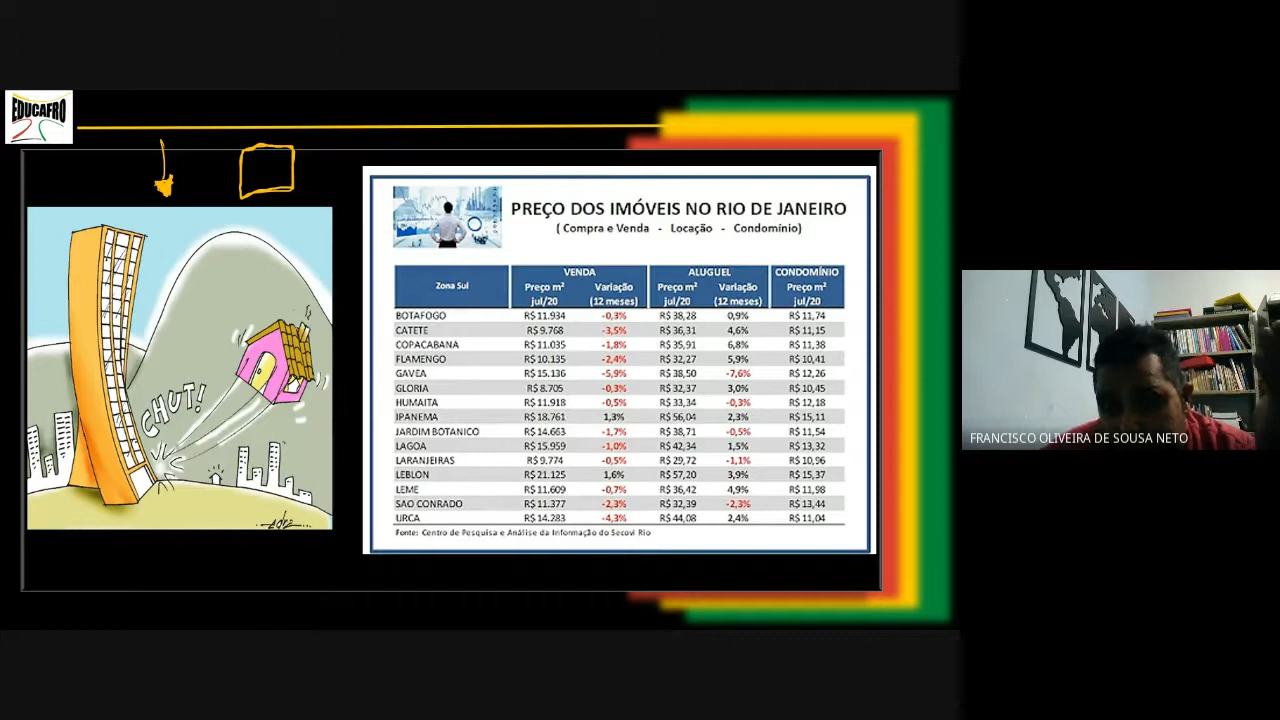 EDUCAFRO
CHUT!
PREÇO DOS IMÓVEIS NO RIO DE JANEIRO
( Compra e Venda - Locação - Condomínio)
Zona Sul VENDA ALUGUEL CONDOMÍNIO
Preço m² Variação Preço m² Variação Preço m²
jul/20 (12 meses) jul/20 (12 meses) jul/20
BOTAFOGO R$ 11.934 -0,3% R$ 38,28 0,9% R$ 11,74
CATETE R$ 9.768 -3,5% R$ 36,31 4,6% R$ 11,15
COPACABANA R$ 11.035 -1,8% R$ 35,91 6,8% R$ 11,38
FLAMENGO R$ 10.135 -2,4% R$ 32,27 5,9% R$ 10,41
GAVEA R$ 15.136 -5,9% R$ 38,50 -7,6% R$ 12,26
GLORIA R$ 8.705 -0,3% R$ 32,37 3,0% R$ 10,45
HUMAITA R$ 11.918 -0,5% R$ 33,34 -0,3% R$ 12,18
IPANEMA R$ 18.761 1,3% R$ 56,04 2,3% R$ 15,11
JARDIM BOTANICO R$ 14.663 -1,7% R$ 38,71 -0,5% R$ 11,54
LAGOA R$ 15.959 -1,0% R$ 42,34 1,5% R$ 13,32
LARANJEIRAS R$ 9.774 -0,5% R$ 29,72 -1,1% R$ 10,96
LEBLON R$ 21.125 1,6% R$ 57,20 3,9% R$ 15,37
LEME R$ 11.609 -0,7% R$ 36,42 4,9% R$ 11,98
SAO CONRADO R$ 11.377 -2,3% R$ 32,39 -2,3% R$ 13,44
URCA R$ 14.283 -4,3% R$ 44,08 2,4% R$ 11,04
Fonte: Centro de Pesquisa e Análise da Informação do Secovi Rio
FRANCISCO OLIVEIRA DE SOUSA NETO